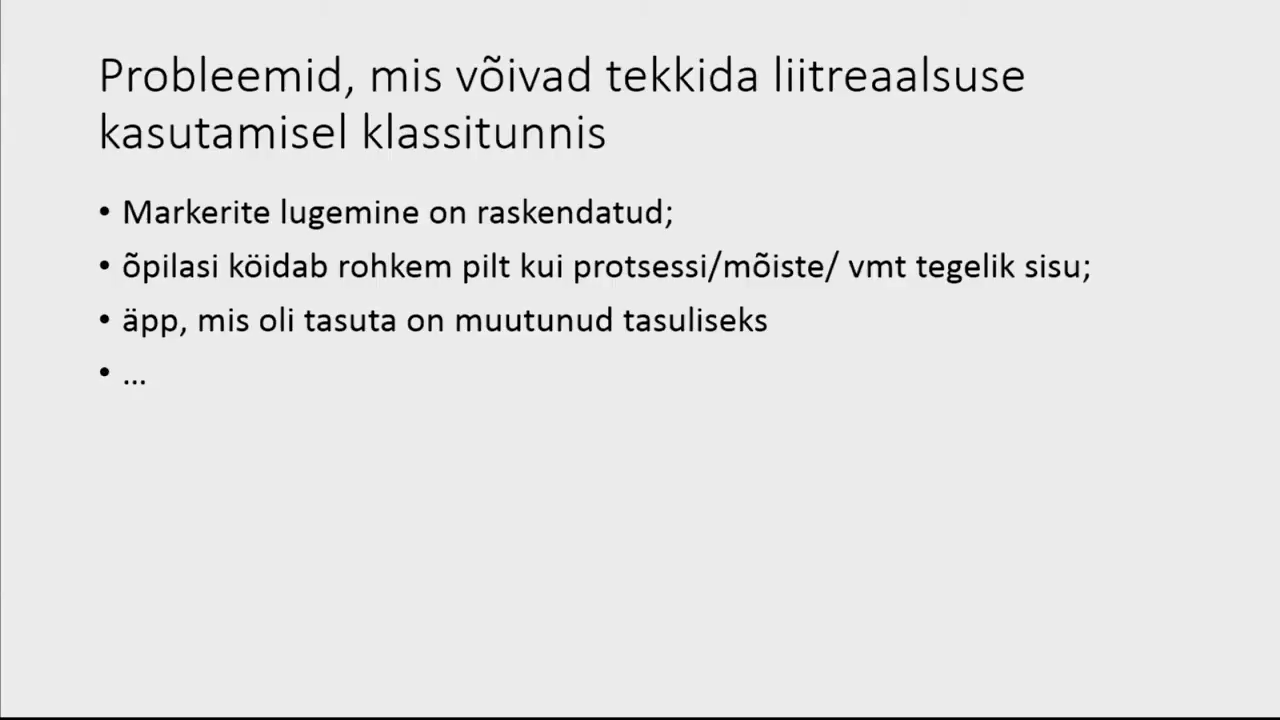 Probleemid, mis võivad tekkida liitreaalsuse
kasutamisel klassitunnis
• Markerite lugemine on raskendatud;
• õpilasi köidab rohkem pilt kui protsessi/mõiste/ vmt tegelik sisu;
• äpp, mis oli tasuta on muutunud tasuliseks
• ...